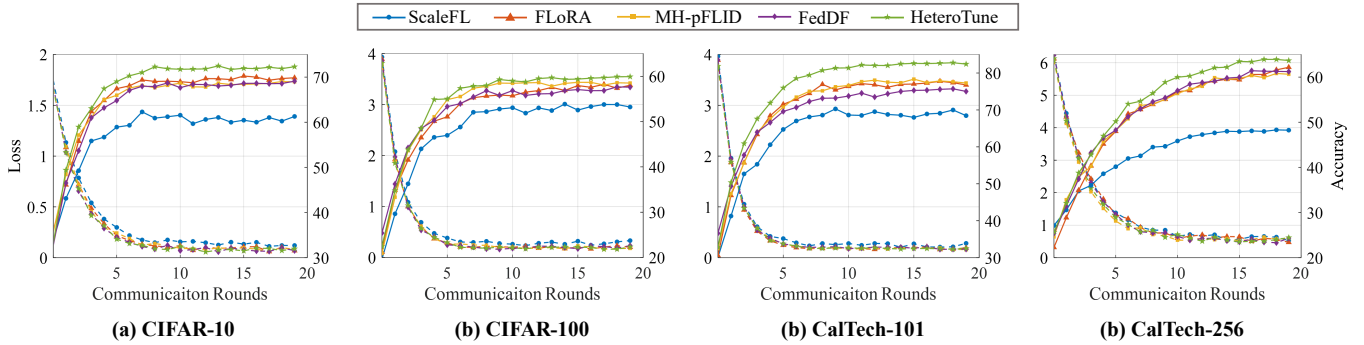 ScaleFL FLoRA MH-pFLID FedDF HeteroTune
Loss
2
1.5
1
0.5
0
70
60
50
40
30
5 10 15 20
Communicaiton Rounds
(a) CIFAR-10
4
3
2
1
0
60
50
40
30
20
5 10 15 20
Communicaiton Rounds
(b) CIFAR-100
4
3
2
1
0
80
70
60
50
40
30
5 10 15 20
Communicaiton Rounds
(b) CalTech-101
6
5
4
3
2
1
0
60
50
40
30
20
Accuracy
5 10 15 20
Communicaiton Rounds
(b) CalTech-256